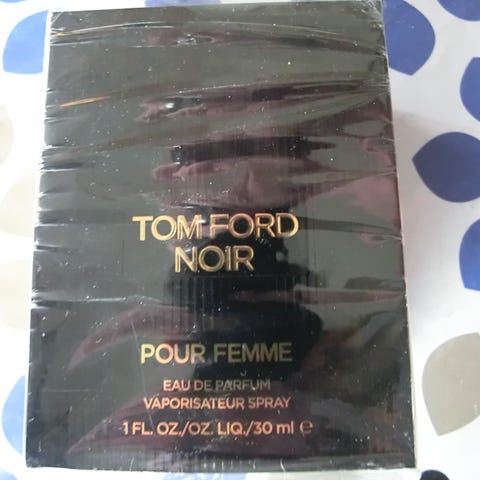 TOM FORD
NOIR
POUR FEMME
EAU DE PARFUM
VAPORISATEUR SPRAY
1 FL. OZ./OZ. LIQ./30 ml ℮